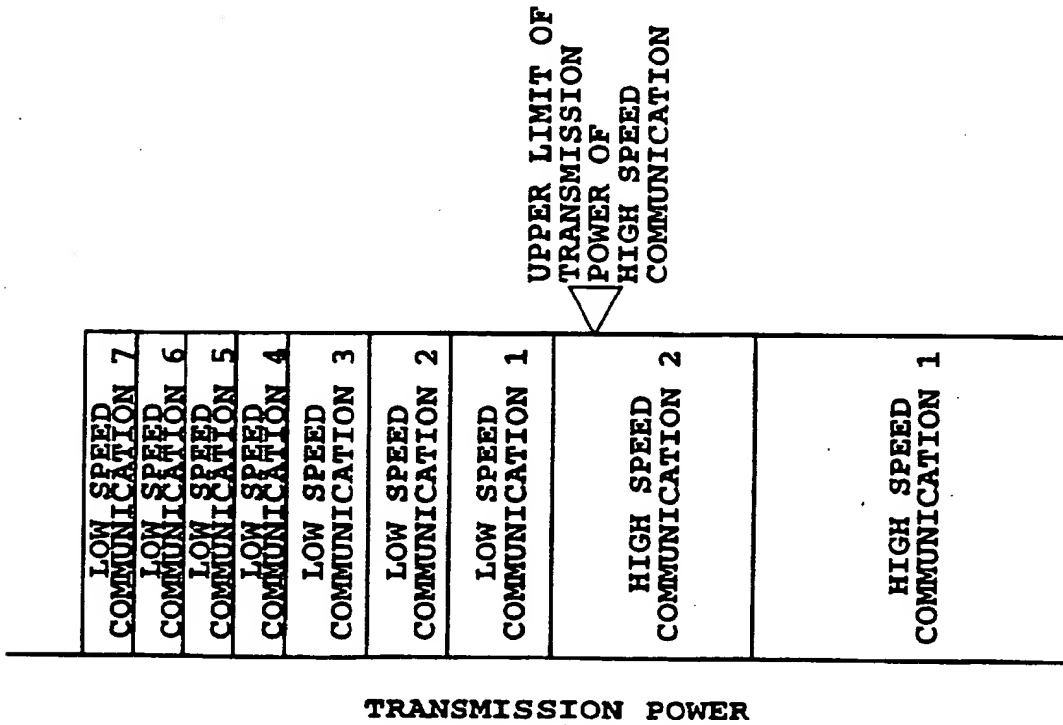 LOW SPEED
COMMUNICATION 7
LOW SPEED
COMMUNICATION 6
LOW SPEED
COMMUNICATION 5
LOW SPEED
COMMUNICATION 4
LOW SPEED
COMMUNICATION 3
LOW SPEED
COMMUNICATION 2
LOW SPEED
COMMUNICATION 1
HIGH SPEED
COMMUNICATION 2
HIGH SPEED
COMMUNICATION 1
UPPER LIMIT OF
TRANSMISSION
POWER OF
HIGH SPEED
COMMUNICATION
TRANSMISSION POWER